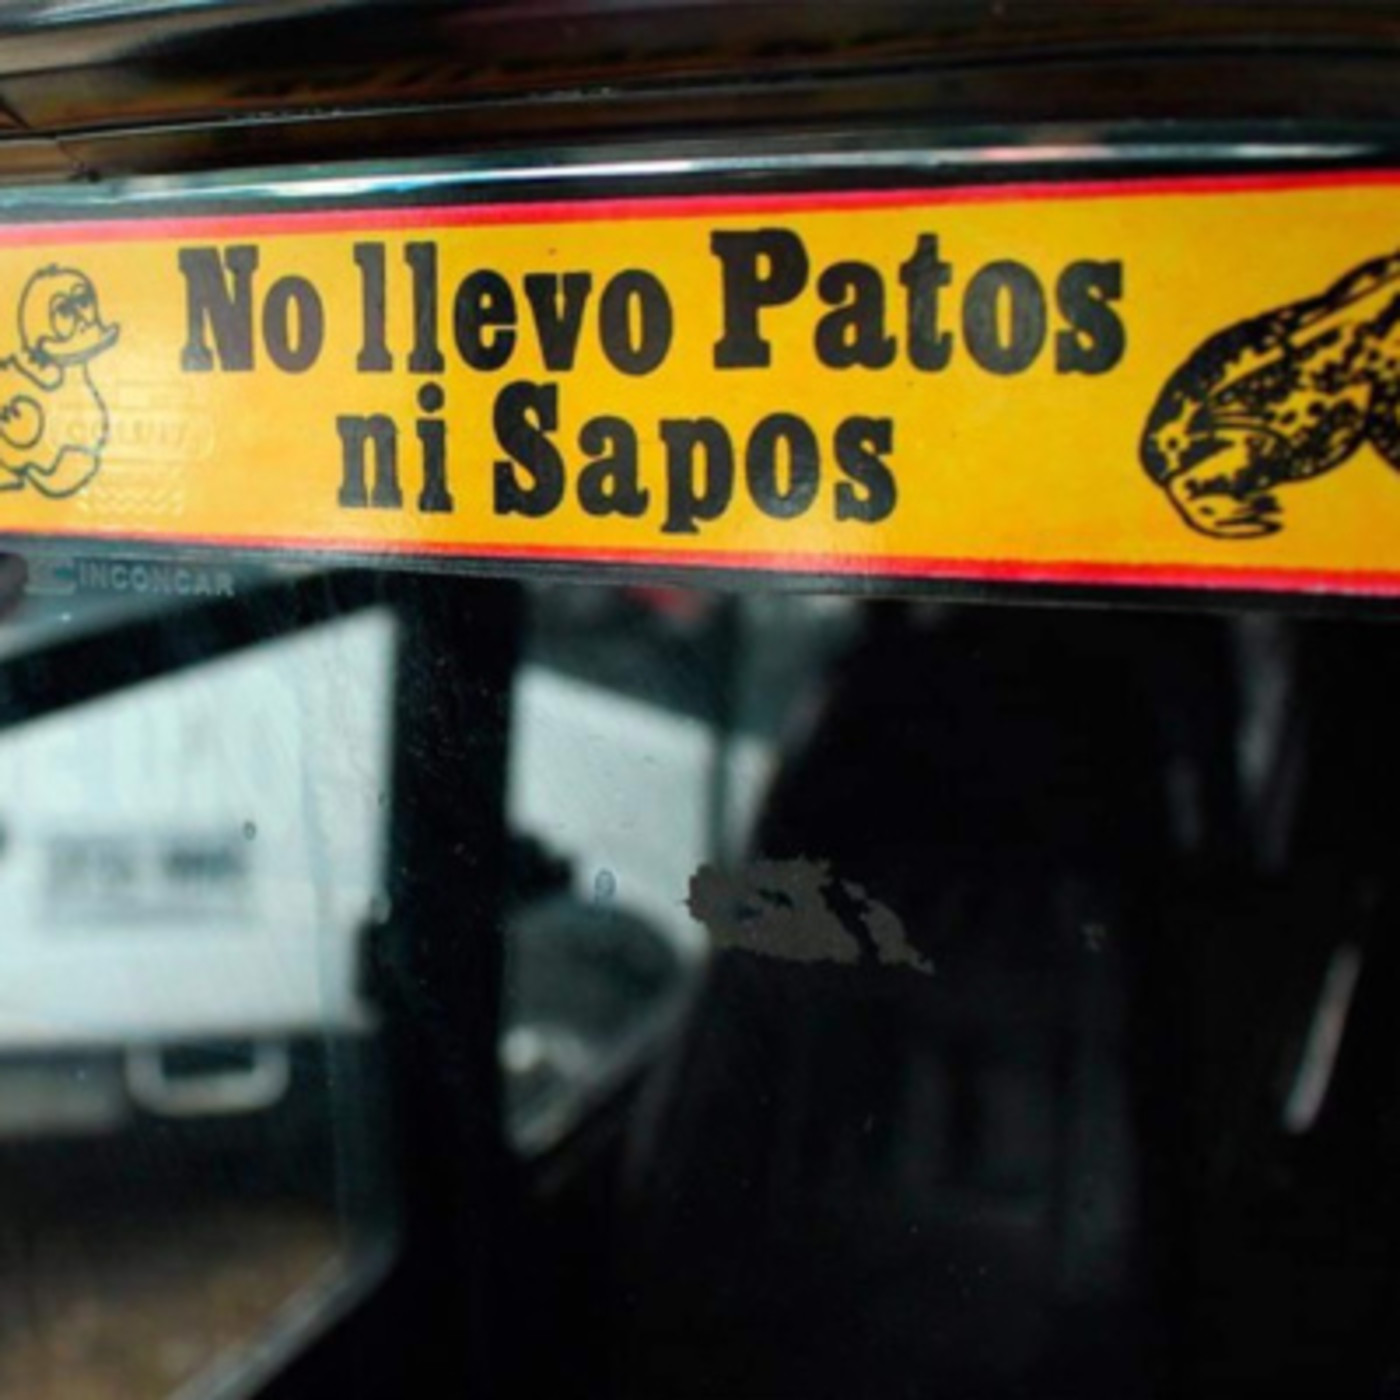 No llevo Patos
ni Sapos
INCONCAR